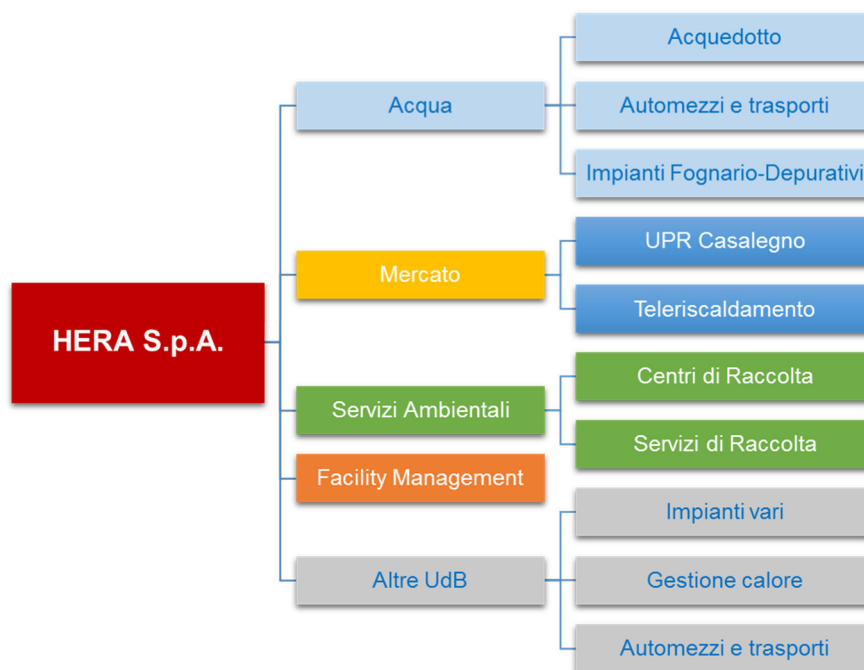 HERA S.p.A.
Acqua
Acquedotto
Automezzi e trasporti
Impianti Fognario-Depurativi
Mercato
UPR Casalegno
Teleriscaldamento
Servizi Ambientali
Centri di Raccolta
Servizi di Raccolta
Facility Management
Altre UdB
Impianti vari
Gestione calore
Automezzi e trasporti